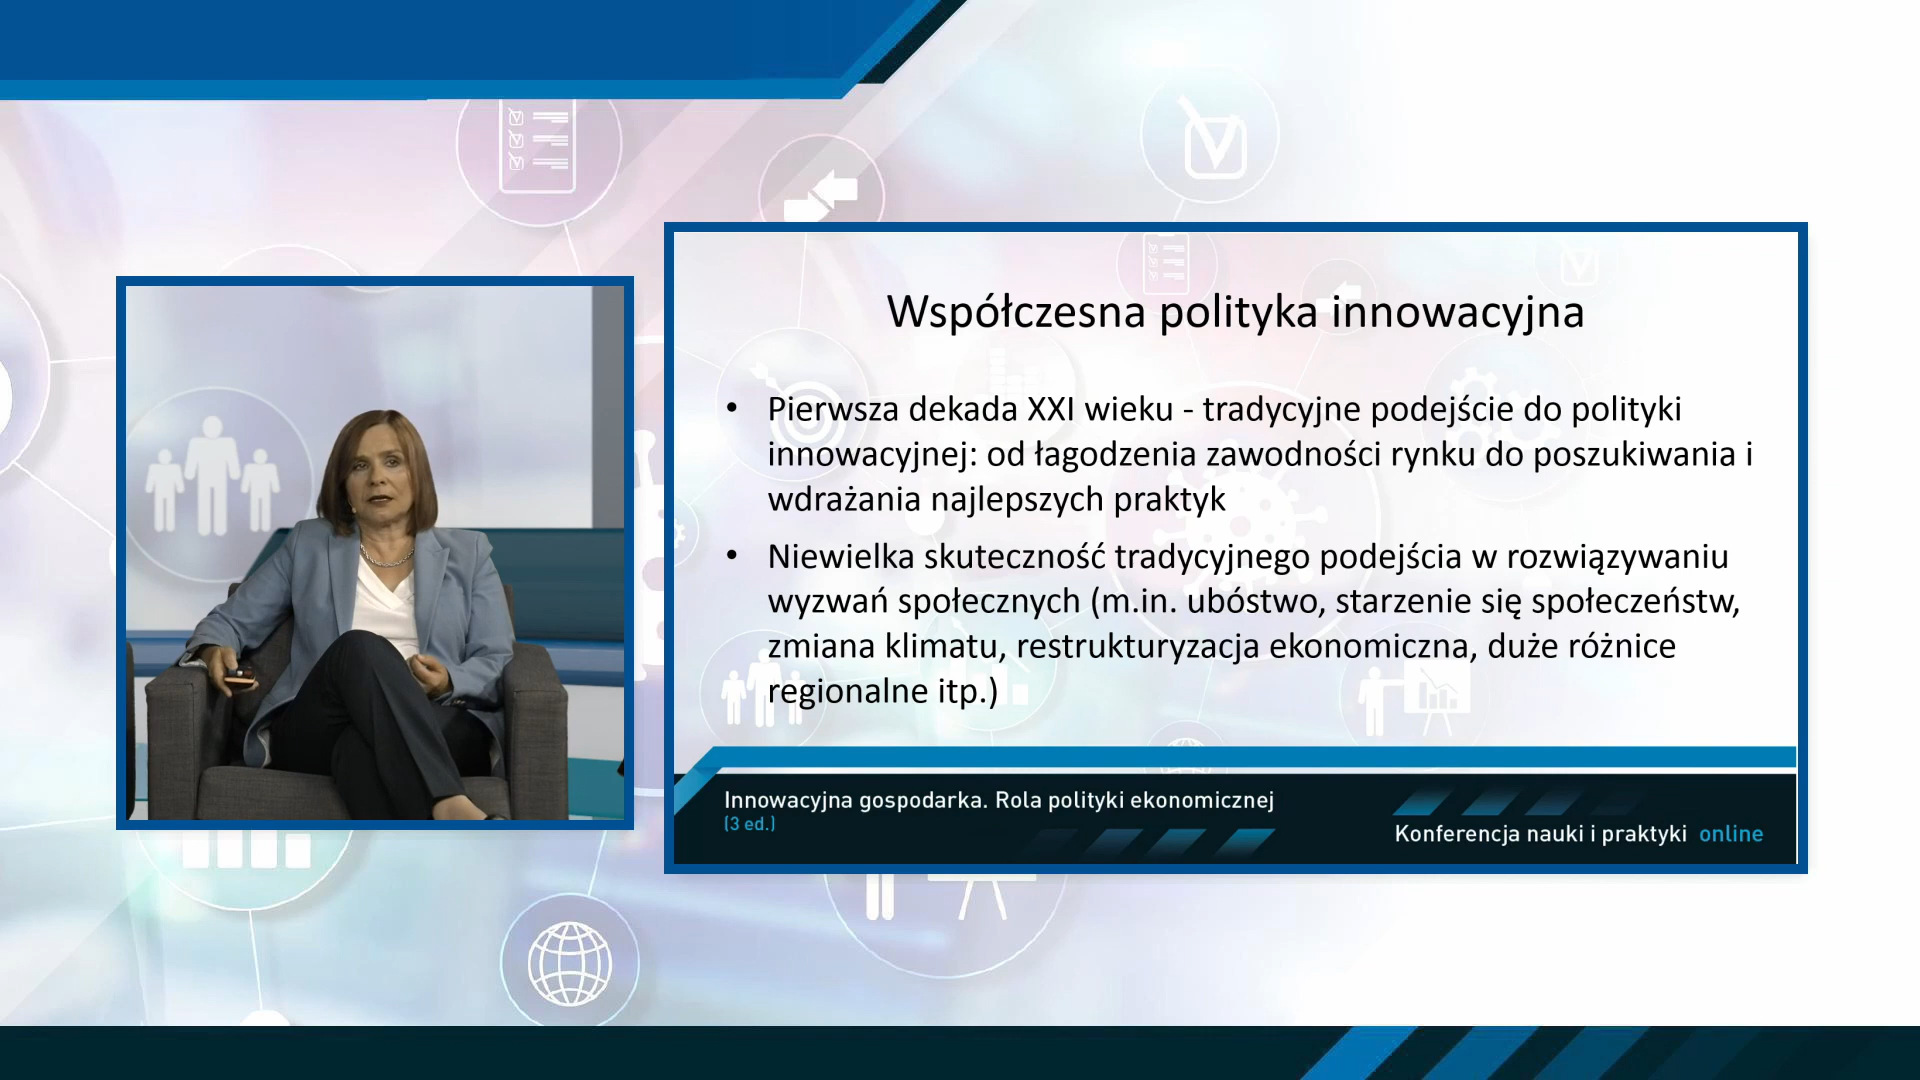 Współczesna polityka innowacyjna
• Pierwsza dekada XXI wieku - tradycyjne podejście do polityki
innowacyjnej: od łagodzenia zawodności rynku do poszukiwania i
wdrażania najlepszych praktyk
• Niewielka skuteczność tradycyjnego podejścia w rozwiązywaniu
wyzwań społecznych (m.in. ubóstwo, starzenie się społeczeństw,
zmiana klimatu, restrukturyzacja ekonomiczna, duże różnice
regionalne itp.)
Innowacyjna gospodarka. Rola polityki ekonomicznej
(3 ed.)
Konferencja nauki i praktyki online